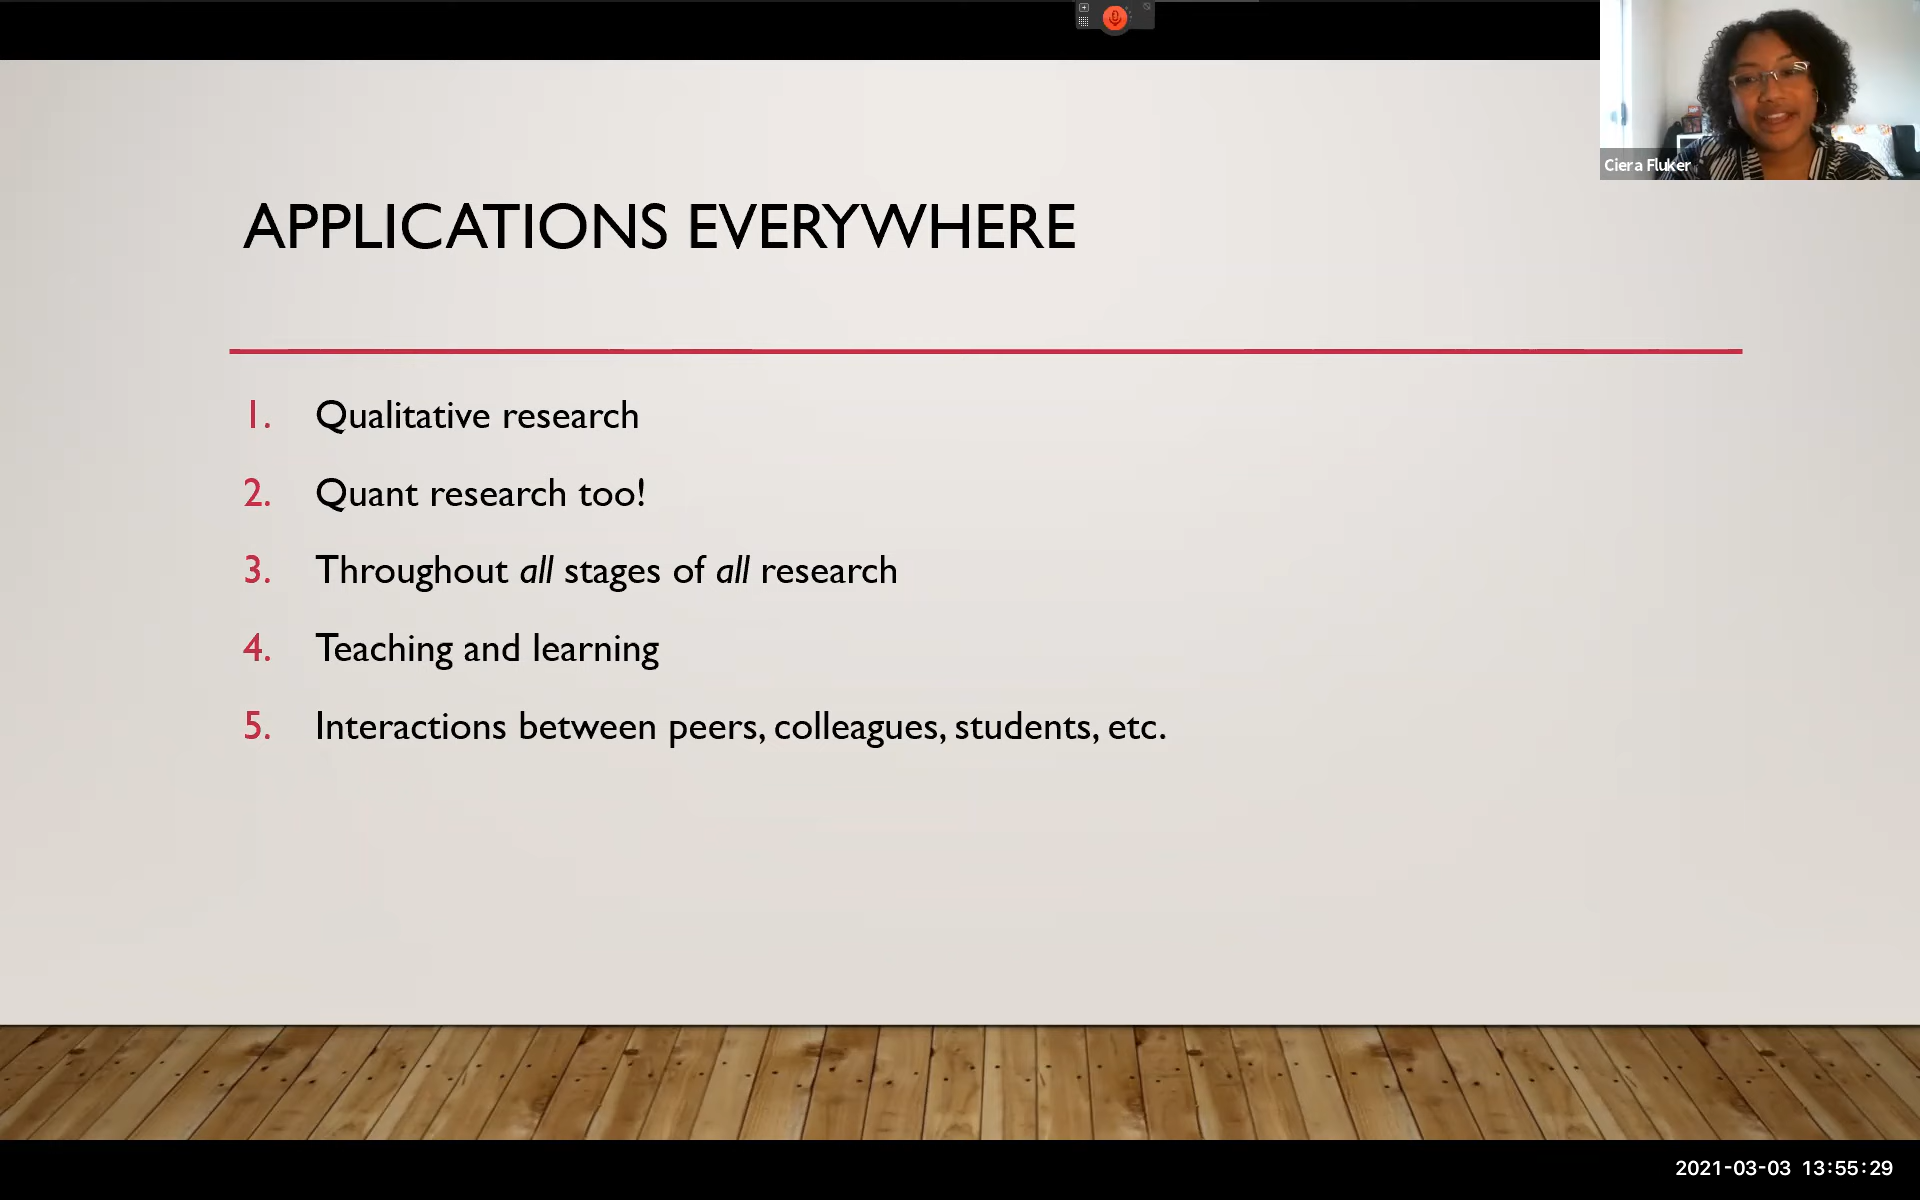 Ciera Fluker
APPLICATIONS EVERYWHERE
1. Qualitative research
2. Quant research too!
3. Throughout all stages of all research
4. Teaching and learning
5. Interactions between peers, colleagues, students, etc.
2021-03-03 13:55:29